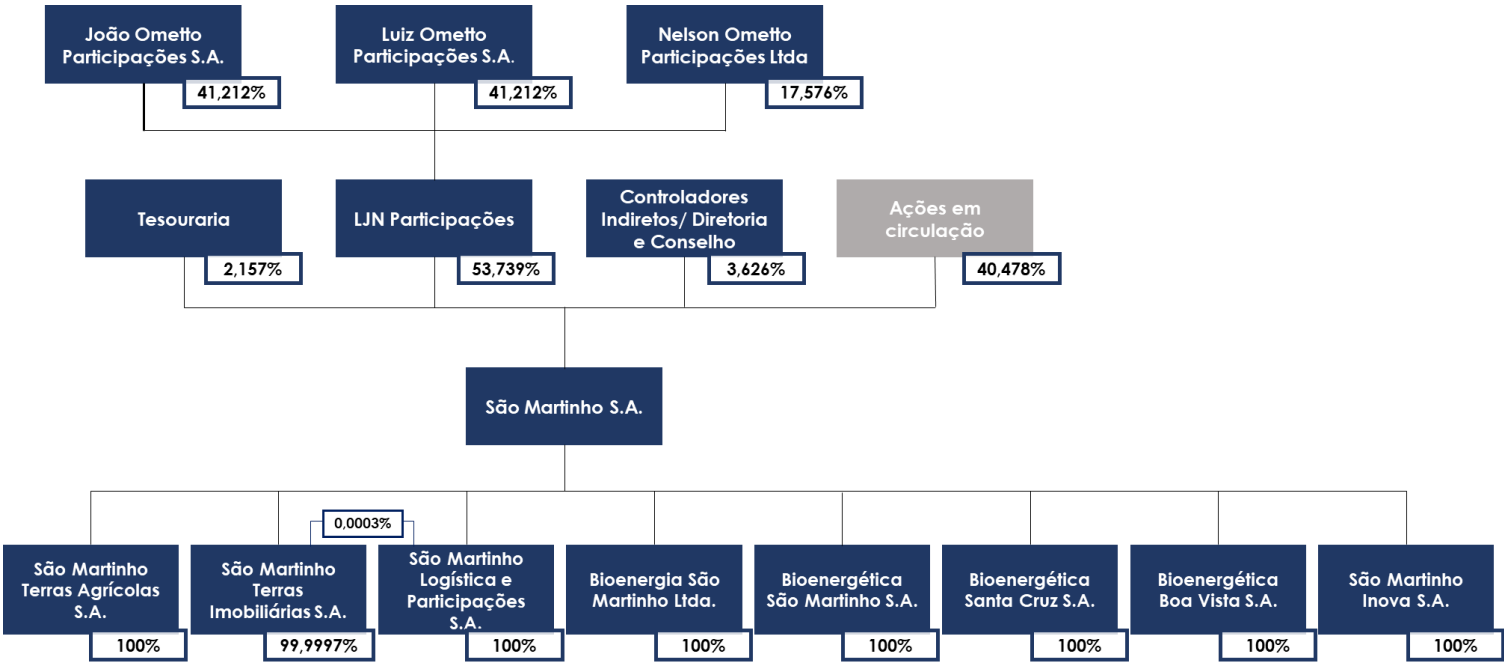 João Ometto
Participações S.A.
41,212%
Luiz Ometto
Participações S.A.
41,212%
Nelson Ometto
Participações Ltda
17,576%
Tesouraria
2,157%
LJN Participações
53,739%
Controladores
Indiretos/ Diretoria
e Conselho
3,626%
Ações em
circulação
40,478%
São Martinho S.A.
São Martinho
Terras Agrícolas
S.A.
100%
São Martinho
Terras
Imobiliárias S.A.
99,9997%
0,0003%
São Martinho
Logística e
Participações
S.A.
100%
Bioenergia São
Martinho Ltda.
100%
Bioenergética
São Martinho S.A.
100%
Bioenergética
Santa Cruz S.A.
100%
Bioenergética
Boa Vista S.A.
100%
São Martinho
Inova S.A.
100%